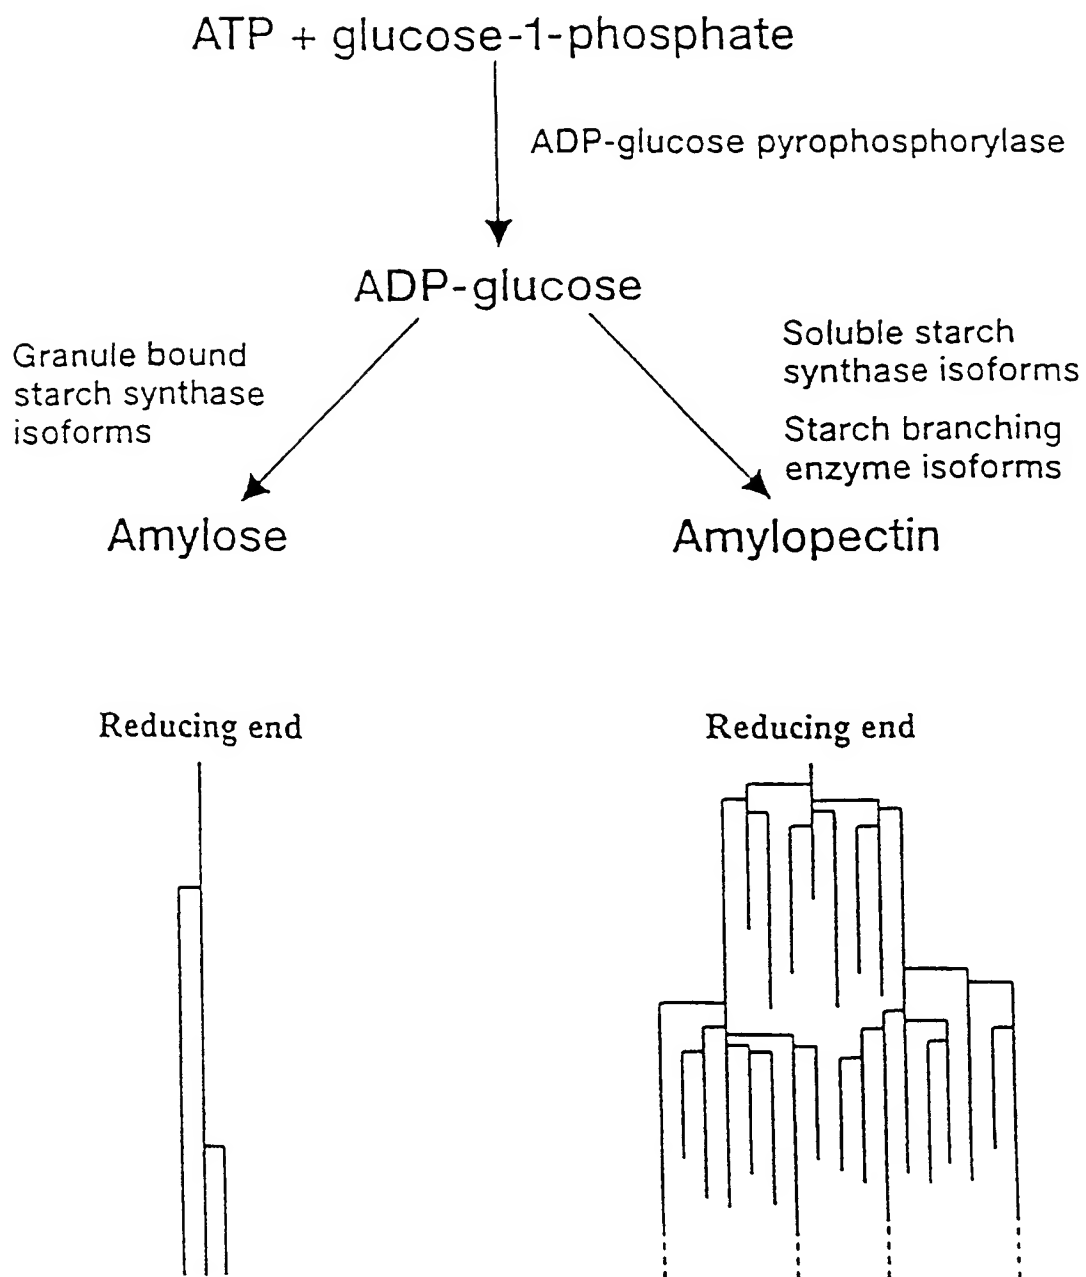 ATP + glucose-1-phosphate
ADP-glucose pyrophosphorylase
ADP-glucose
Granule bound
starch synthase
isoforms
Soluble starch
synthase isoforms
Starch branching
enzyme isoforms
Amylose
Amylopectin
Reducing end
Reducing end